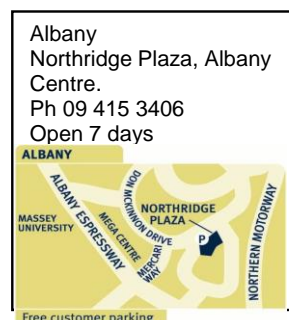 Albany
Northridge Plaza, Albany
Centre.
Ph 09 415 3406
Open 7 days
ALBANY
ALBANY ESPRESSWAY
DON MCKINNON DRIVE
MEGA CENTRE
NORTHRIDGE
PLAZA
MASSEY
UNIVERSITY
P
MERCARI
WAY
NORTHERN MOTORWAY
Free customer parking